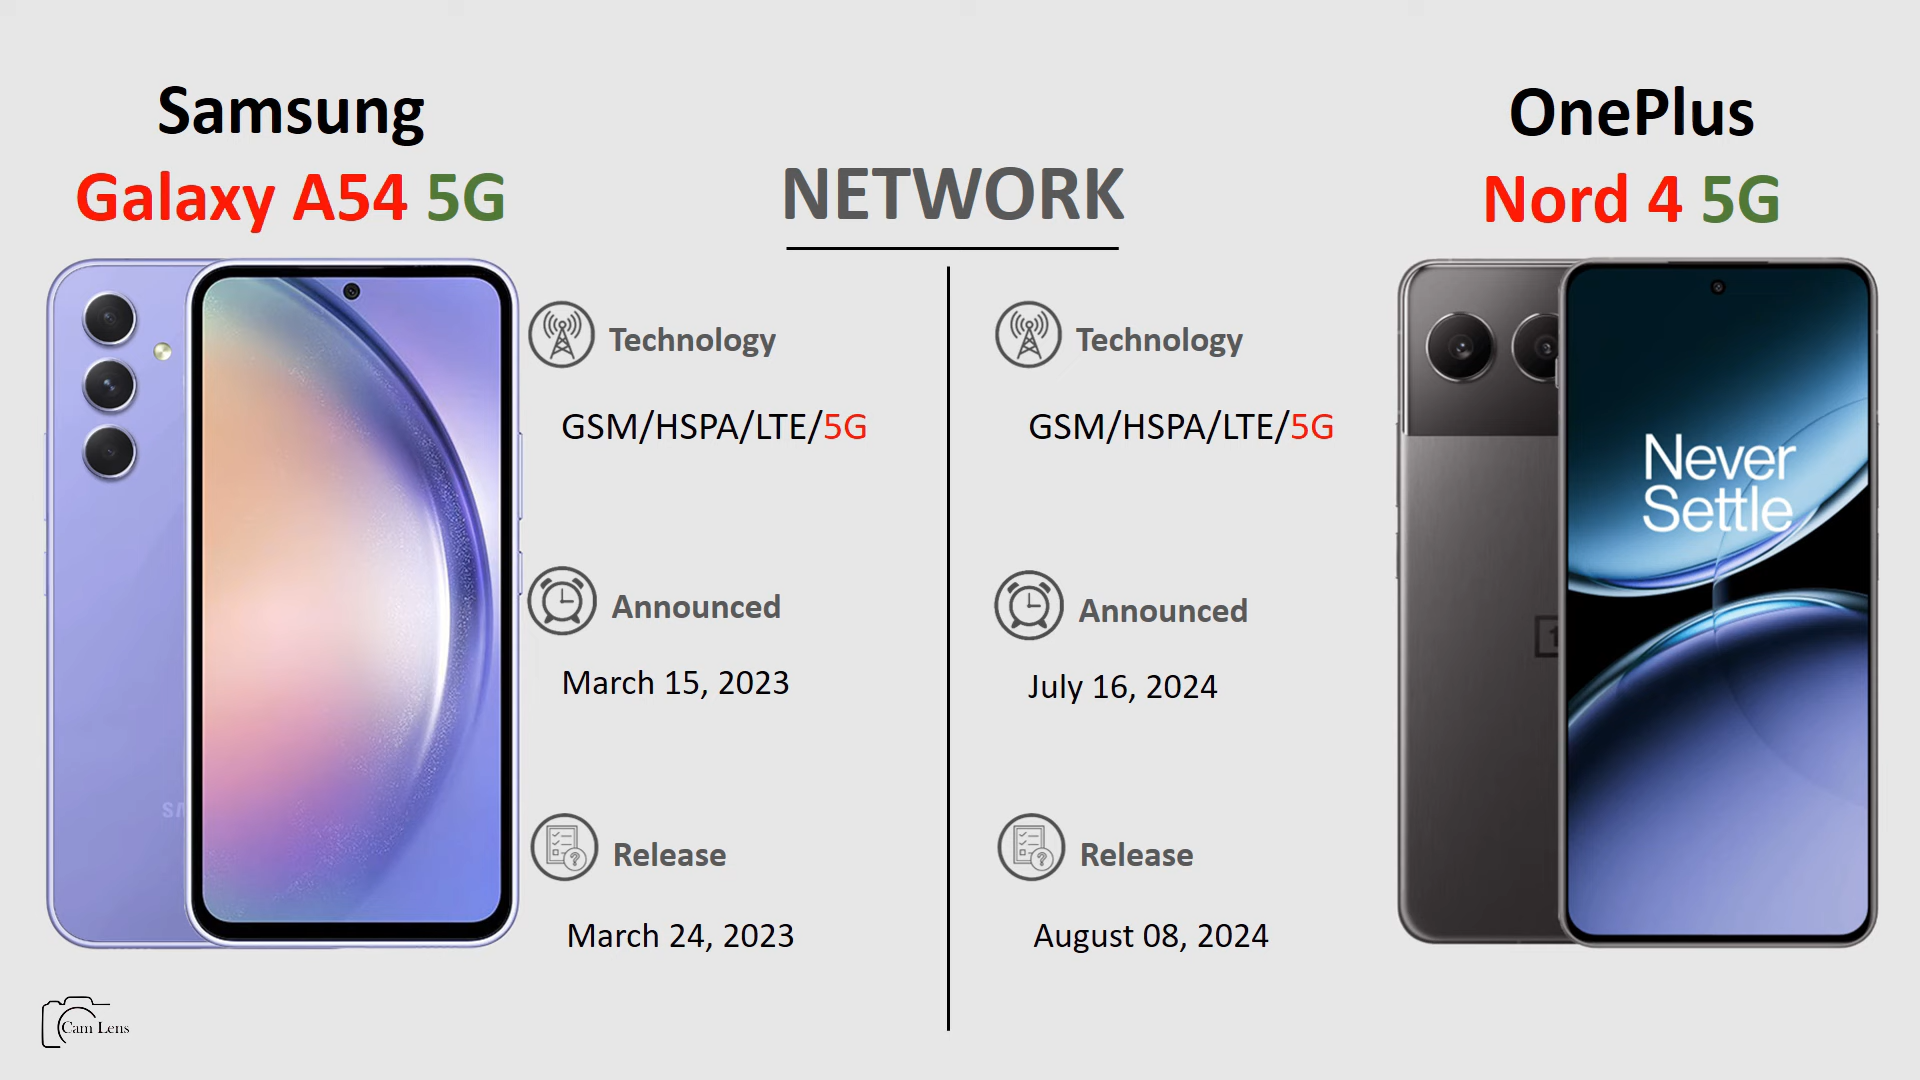 Samsung
Galaxy A54 5G
NETWORK
OnePlus
Nord 4 5G
Technology
GSM/HSPA/LTE/5G
Announced
March 15, 2023
Release
March 24, 2023
Technology
GSM/HSPA/LTE/5G
Announced
July 16, 2024
Release
August 08, 2024
Never
Settle
Cam Lens